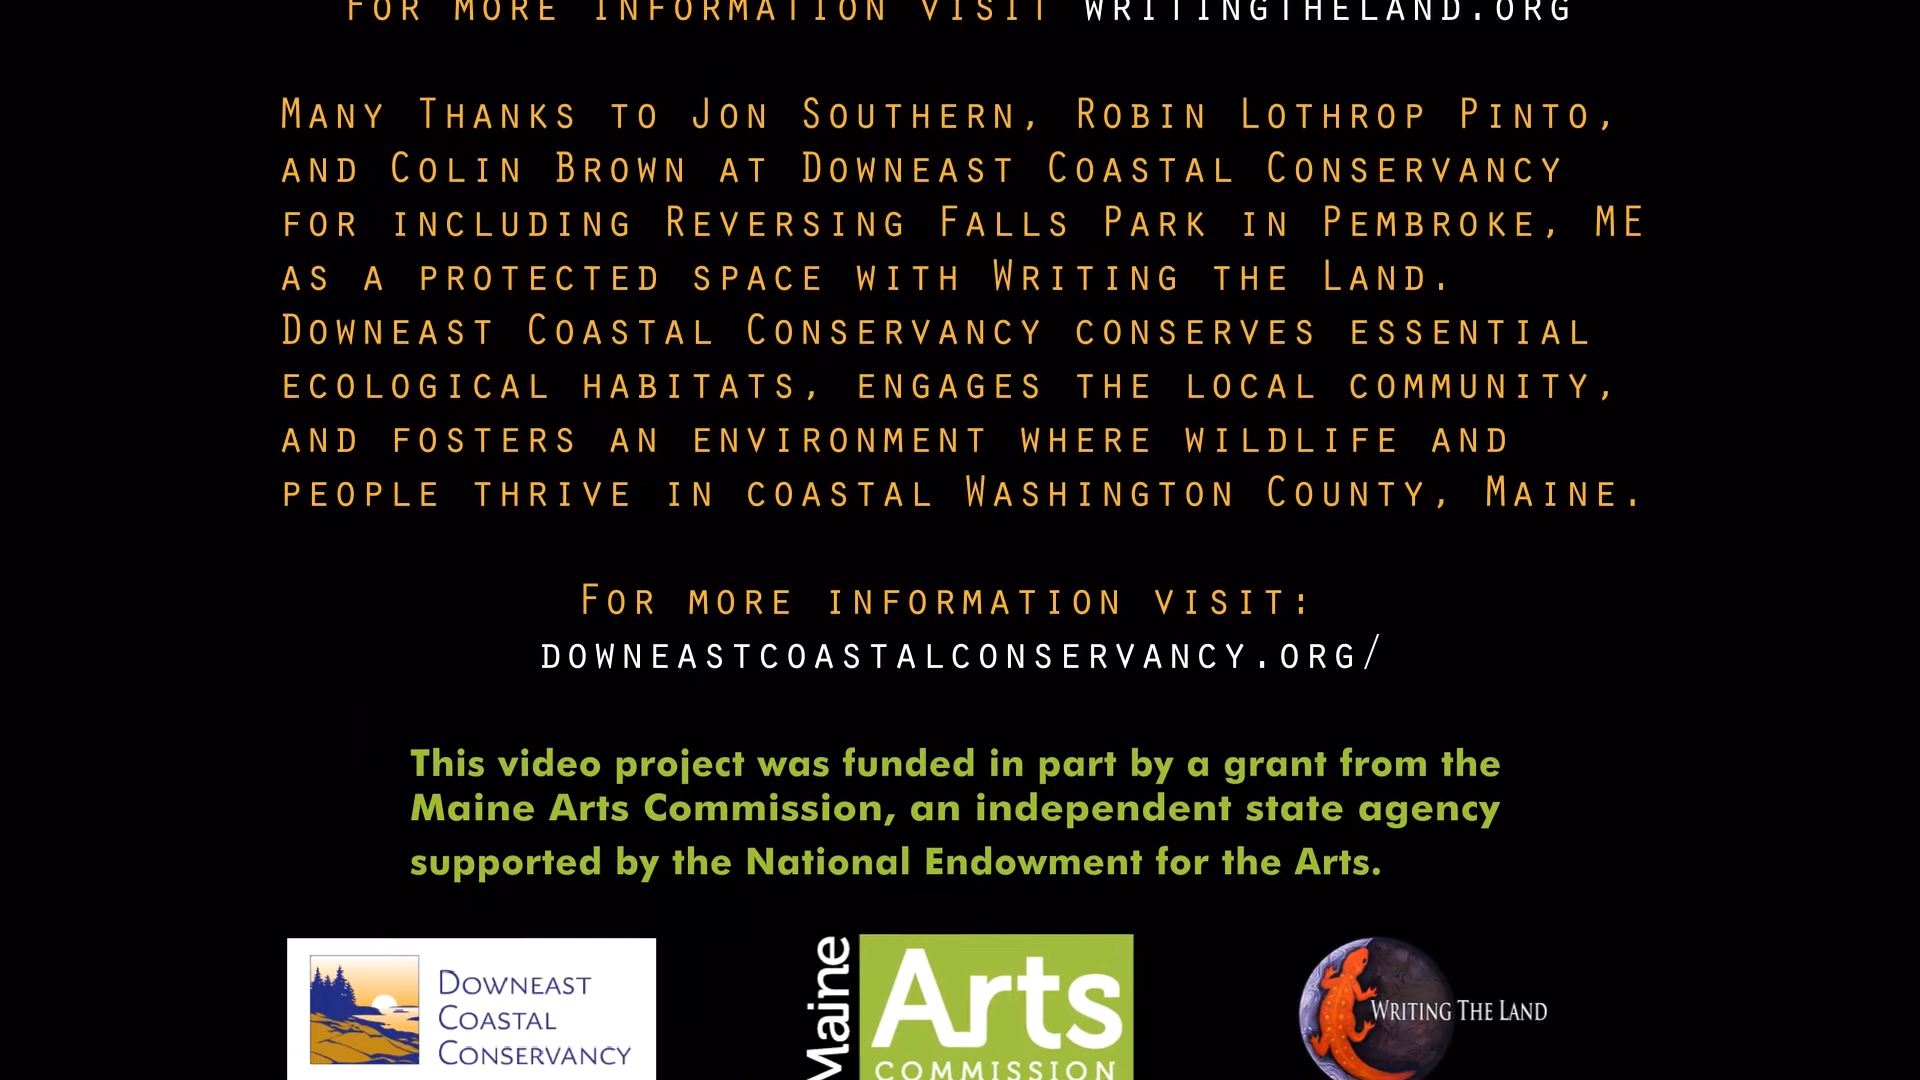 FOR MORE INFORMATION VISIT WRITINGTHELAND.ORG
MANY THANKS TO JON SOUTHERN, ROBIN LOTHROP PINTO,
AND COLIN BROWN AT DOWNEAST COASTAL CONSERVANCY
FOR INCLUDING REVERSING FALLS PARK IN PEMBROKE, ME
AS A PROTECTED SPACE WITH WRITING THE LAND.
DOWNEAST COASTAL CONSERVANCY CONSERVES ESSENTIAL
ECOLOGICAL HABITATS, ENGAGES THE LOCAL COMMUNITY,
AND FOSTERS AN ENVIRONMENT WHERE WILDLIFE AND
PEOPLE THRIVE IN COASTAL WASHINGTON COUNTY, MAINE.
FOR MORE INFORMATION VISIT:
DOWNEASTCOASTALCONSERVANCY.ORG/
This video project was funded in part by a grant from the
Maine Arts Commission, an independent state agency
supported by the National Endowment for the Arts.
DOWNEAST
COASTAL
CONSERVANCY
Maine
Arts
COMMISSION
WRITING THE LAND